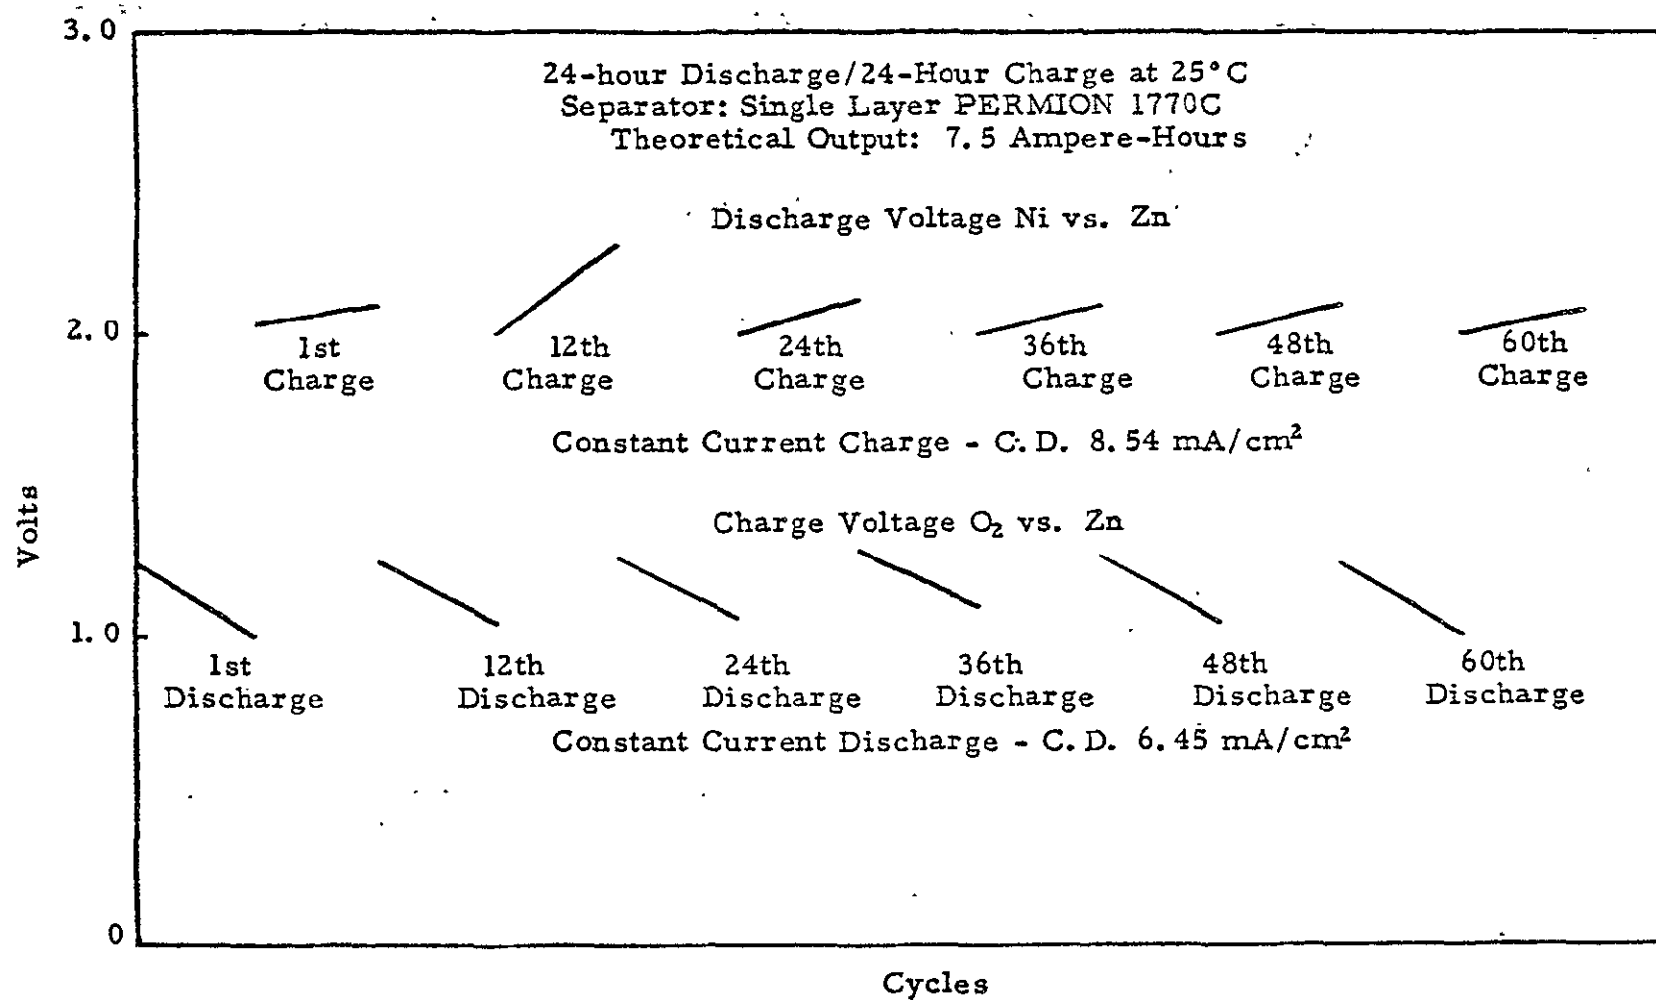 3.0
24-hour Discharge/24-Hour Charge at 25°C
Separator: Single Layer PERMION 1770C
Theoretical Output: 7.5 Ampere-Hours
Discharge Voltage Ni vs. Zn
2.0
1st Charge
12th Charge
24th Charge
36th Charge
48th Charge
60th Charge
Constant Current Charge - C.D. 8.54 mA/cm²
Volts
Charge Voltage O₂ vs. Zn
1.0
1st Discharge
12th Discharge
24th Discharge
36th Discharge
48th Discharge
60th Discharge
Constant Current Discharge - C.D. 6.45 mA/cm²
0
Cycles